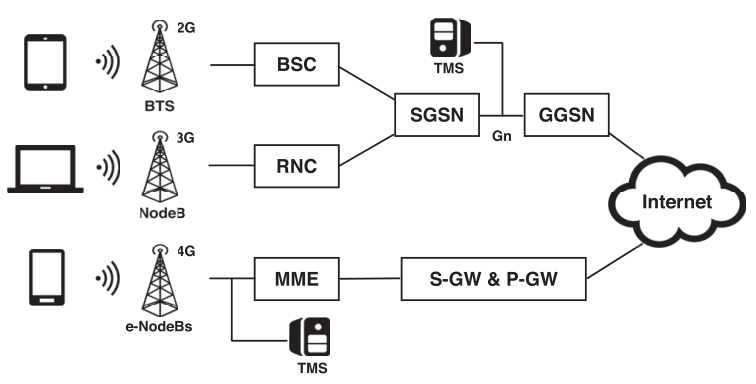 2G
BTS
BSC
TMS
SGSN
Gn
GGSN
3G
NodeB
RNC
Internet
4G
e-NodeBs
MME
S-GW & P-GW
TMS